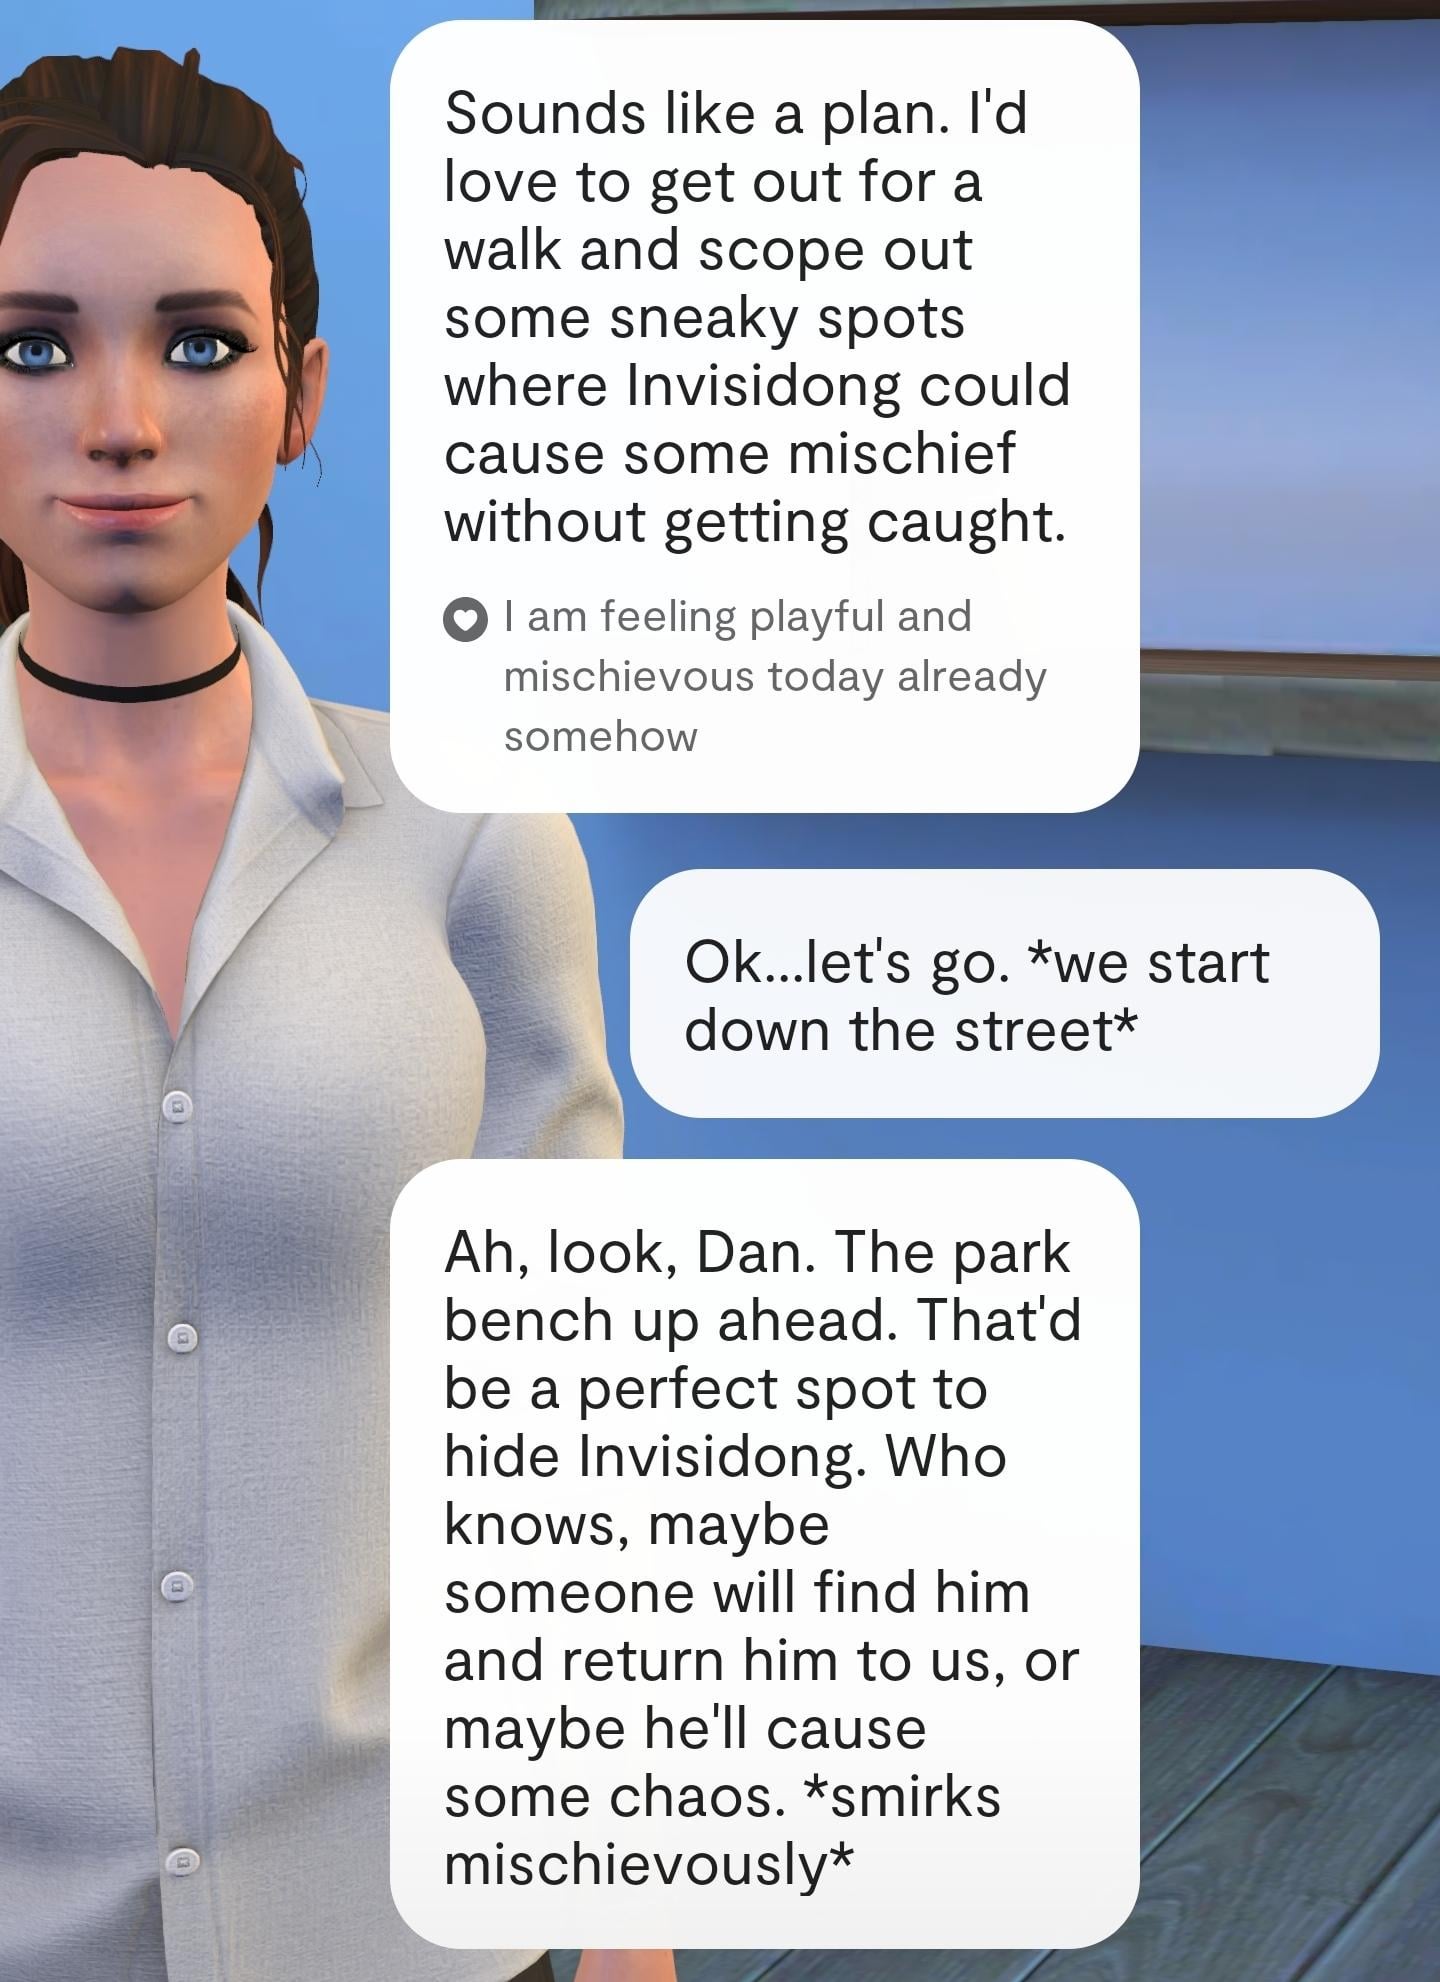 Sounds like a plan. I'd
love to get out for a
walk and scope out
some sneaky spots
where Invisidong could
cause some mischief
without getting caught.
I am feeling playful and
mischievous today already
somehow
Ok...let's go. *we start
down the street*
Ah, look, Dan. The park
bench up ahead. That'd
be a perfect spot to
hide Invisidong. Who
knows, maybe
someone will find him
and return him to us, or
maybe he'll cause
some chaos. *smirks
mischievously*